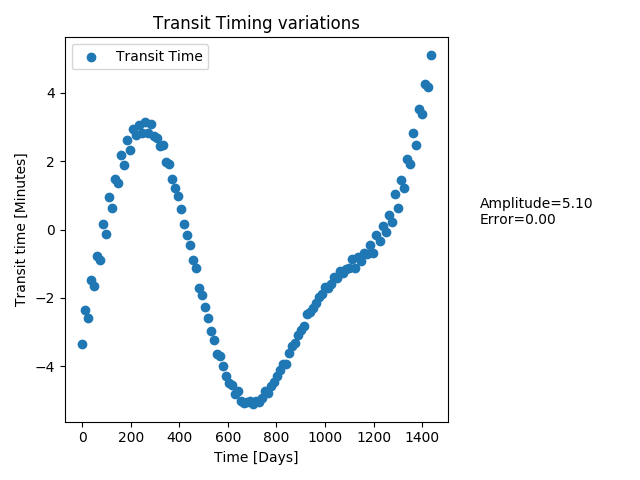 Transit Timing variations
Transit Time
4
2
0
−2
−4
Transit time [Minutes]
0 200 400 600 800 1000 1200 1400
Time [Days]
Amplitude=5.10
Error=0.00